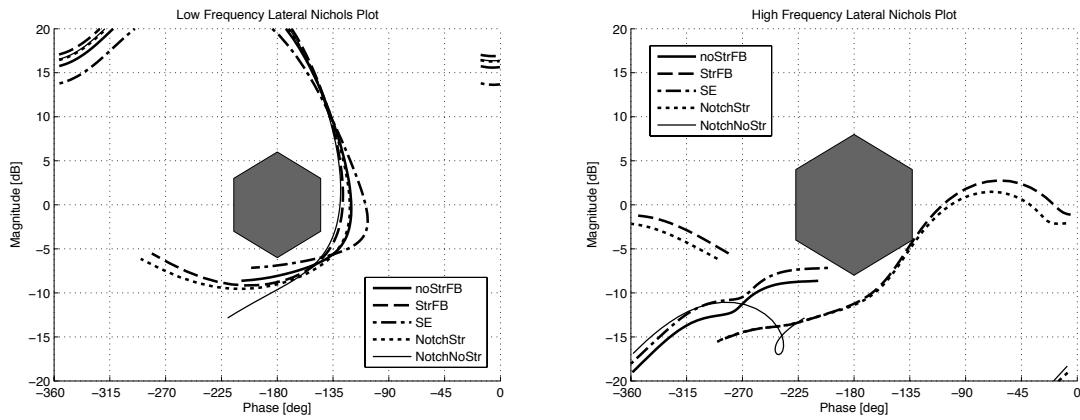 Low Frequency Lateral Nichols Plot
20
15
10
5
0
−5
−10
−15
−20
Magnitude [dB]
−360 −315 −270 −225 −180 −135 −90 −45 0
Phase [deg]
noStrFB
StrFB
SE
NotchStr
NotchNoStr
High Frequency Lateral Nichols Plot
20
15
10
5
0
−5
−10
−15
−20
Magnitude [dB]
−360 −315 −270 −225 −180 −135 −90 −45 0
Phase [deg]
noStrFB
StrFB
SE
NotchStr
NotchNoStr